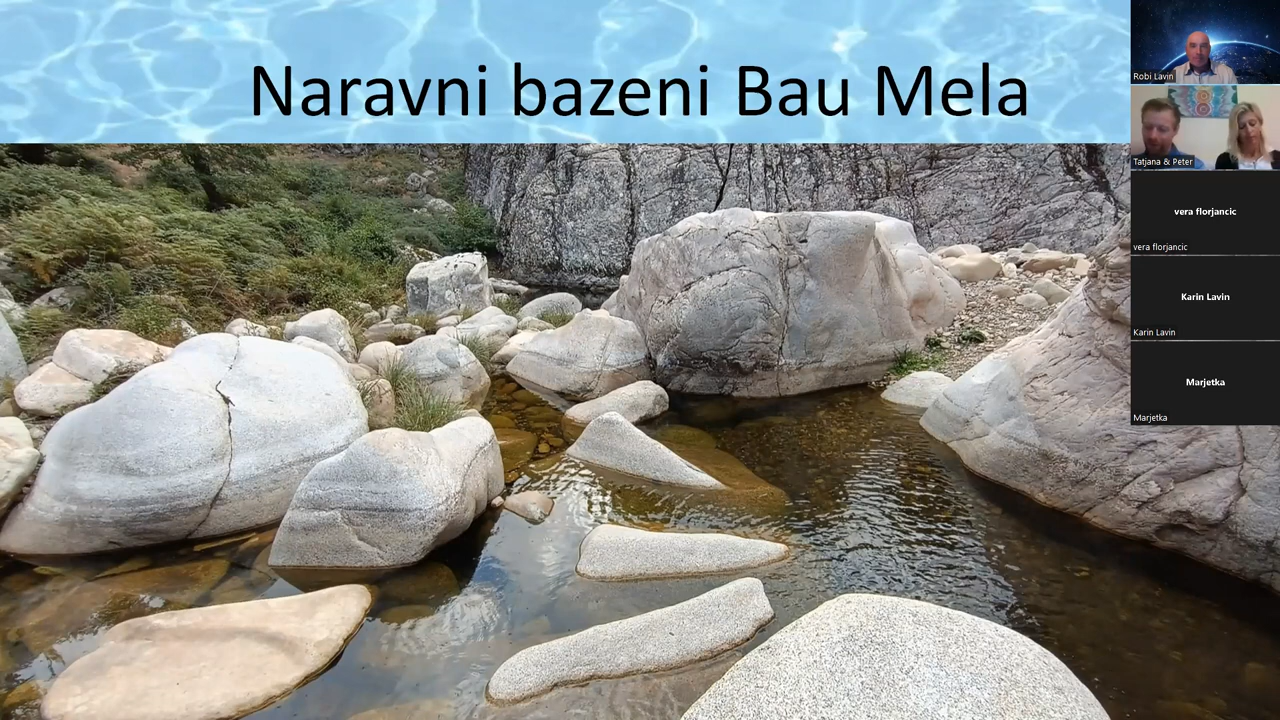 Naravni bazeni Bau Mela
Robi Lavin
Tatjana & Peter
vera florjancic
vera florjancic
Karin Lavin
Karin Lavin
Marjetka
Marjetka